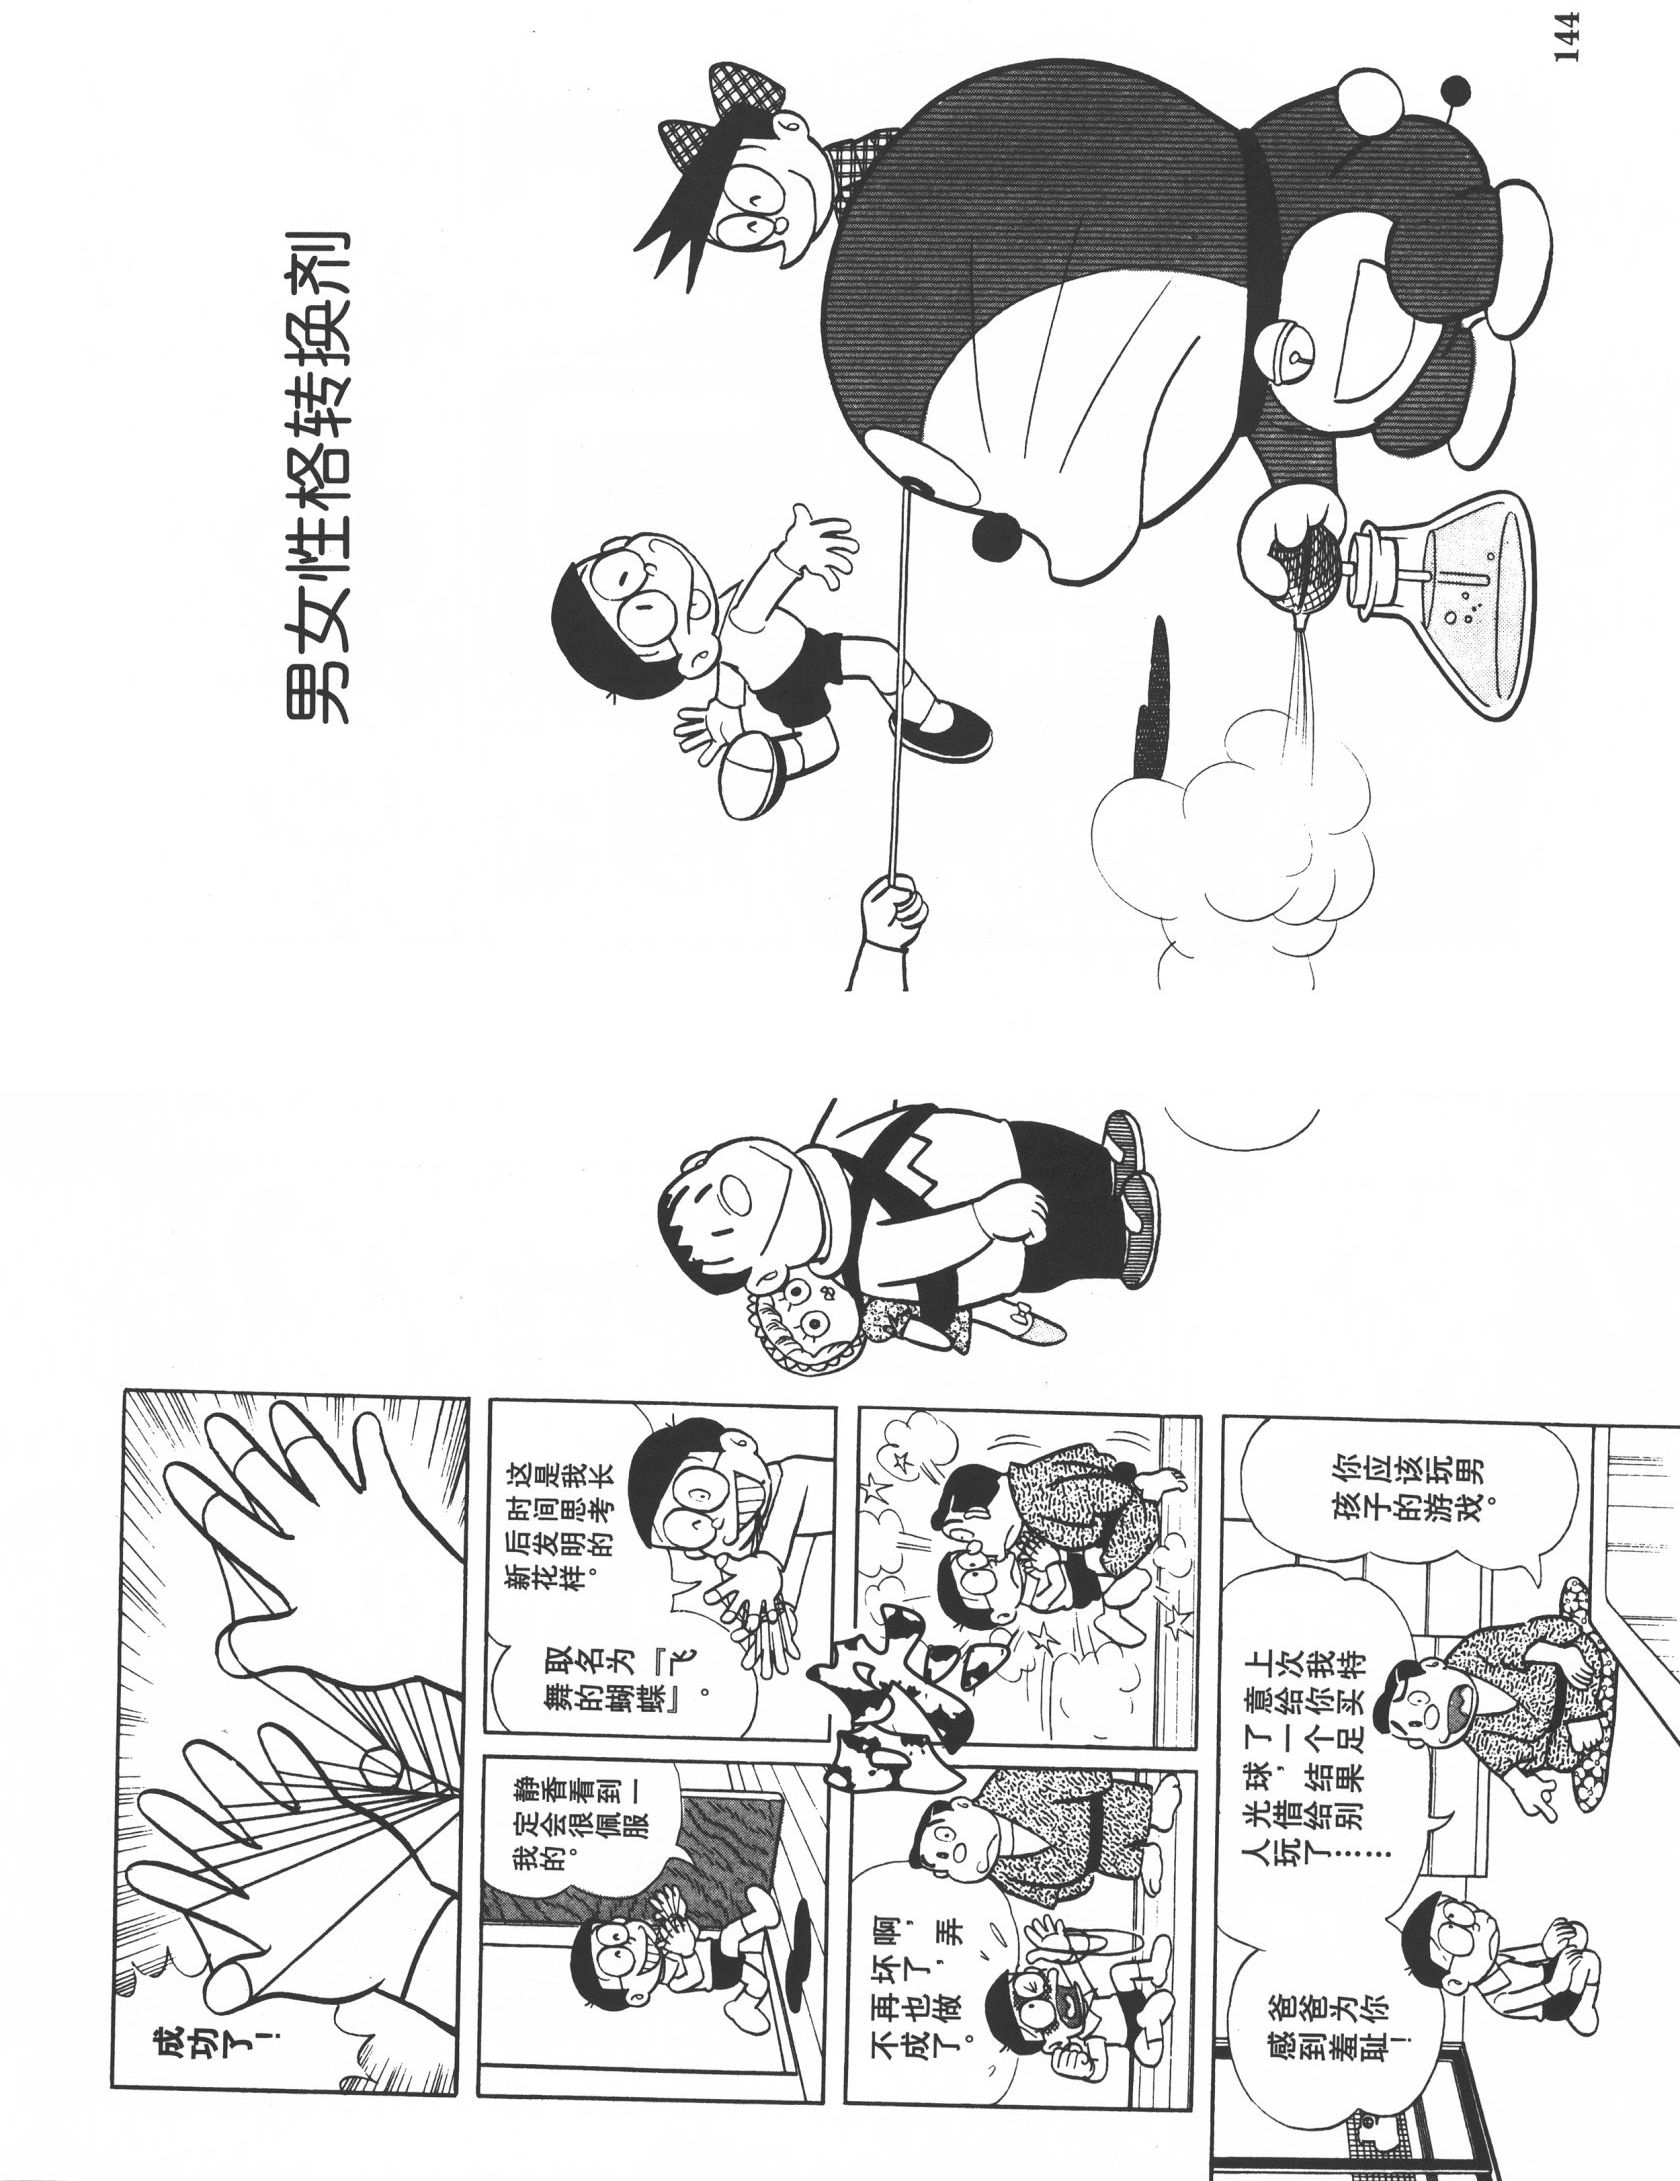 144
男女性格转换剂
成功了！
这是我长
时间思考
后发明的
新花样。
取名为『飞
舞的蝴蝶』。
静香看到一
定会很佩服
我的。
啊，弄
坏了，
再也做
不成了。
你应该玩男
孩子的游戏。
上次我特
意给你买
了一个足
球，结果
光借给别
人玩了……
爸爸为你
感到羞耻！